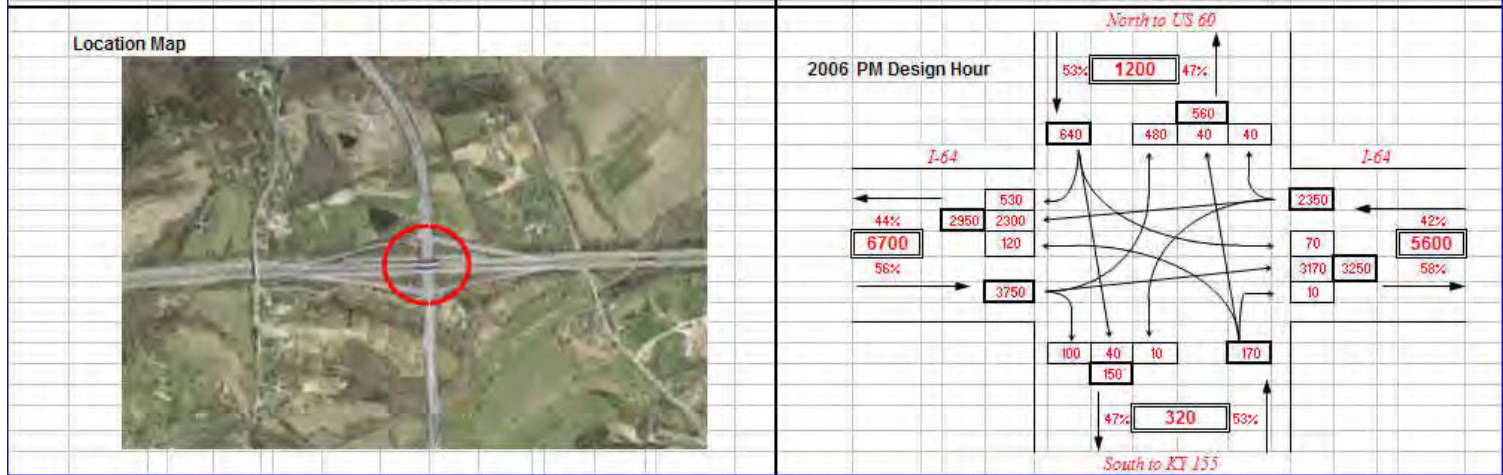 Location Map
North to US 60
2006 PM Design Hour
53% 1200 47%
560
640 480 40 40
I-64 I-64
530 2350
44% 2950 2300 42%
6700 120 70 5600
56% 3170 3250 58%
3750 10
100 40 10 170
150
47% 320 53%
South to KY 155